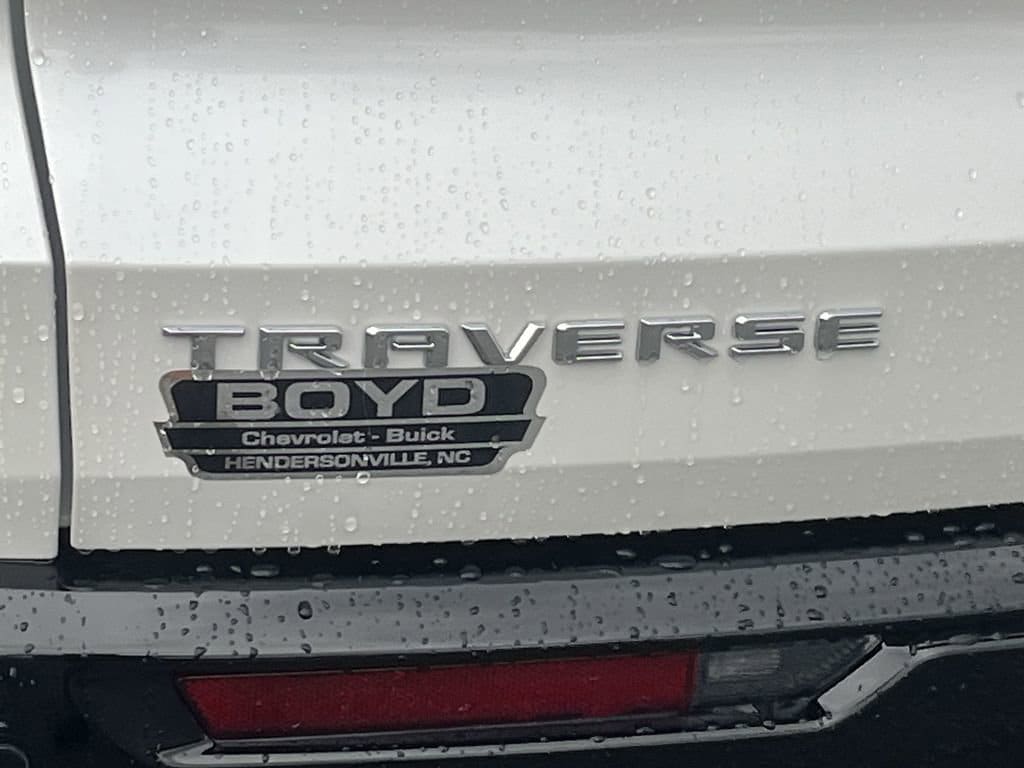 TRAVERSE
BOYD
Chevrolet - Buick
HENDERSONVILLE, NC